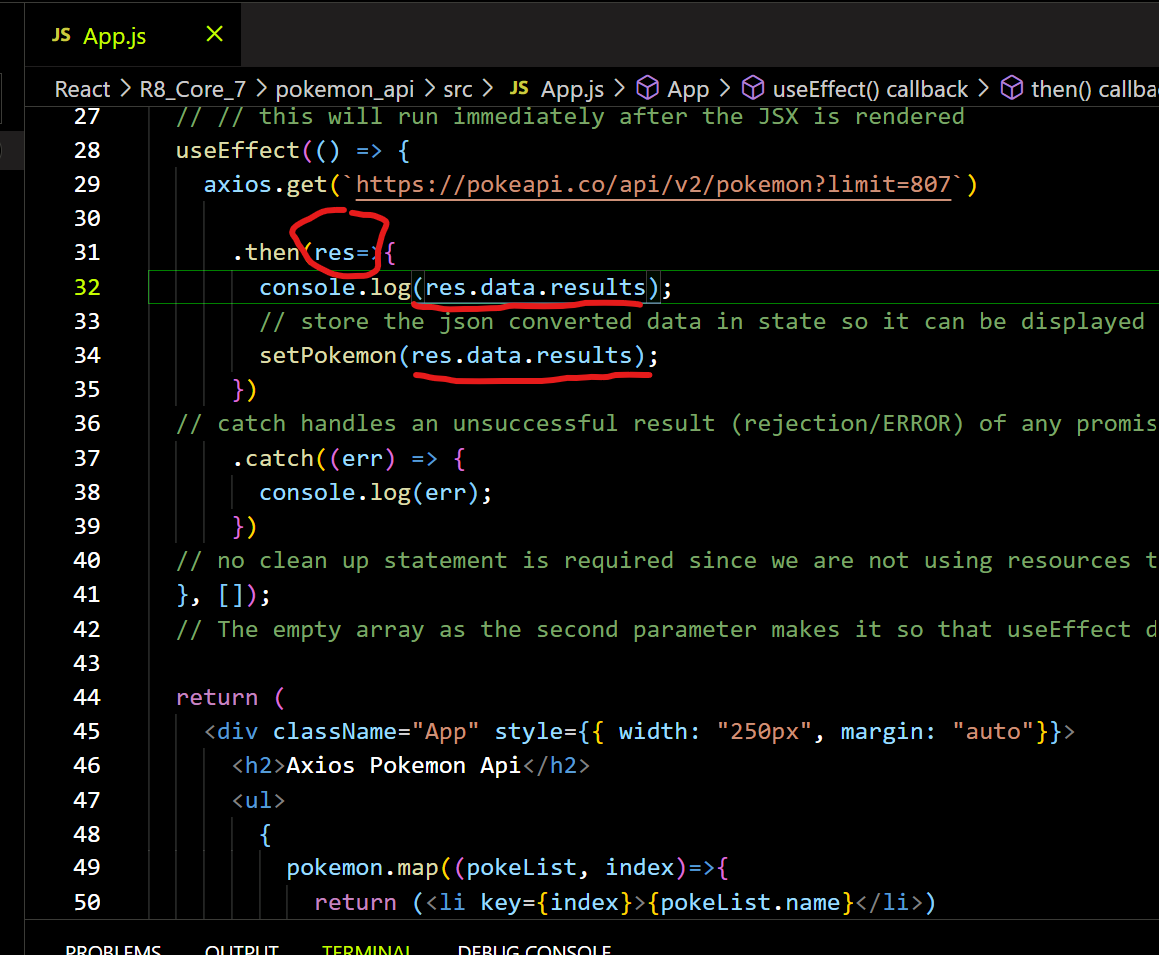 JS App.js ×
React > R8_Core_7 > pokemon_api > src > JS App.js > App > useEffect() callback > then() callba
27 // // this will run immediately after the JSX is rendered
28 useEffect(() => {
29 axios.get(`https://pokeapi.co/api/v2/pokemon?limit=807`)
30
31 .then(res=>{
32 console.log(res.data.results);
33 // store the json converted data in state so it can be displayed
34 setPokemon(res.data.results);
35 })
36 // catch handles an unsuccessful result (rejection/ERROR) of any promis
37 .catch((err) => {
38 console.log(err);
39 })
40 // no clean up statement is required since we are not using resources t
41 }, []);
42 // The empty array as the second parameter makes it so that useEffect d
43
44 return (
45 <div className="App" style={{ width: "250px", margin: "auto"}}>
46 <h2>Axios Pokemon Api</h2>
47 <ul>
48 {
49 pokemon.map((pokeList, index)=>{
50 return (<li key={index}>{pokeList.name}</li>)
PROBLEMS OUTPUT TERMINAL DEBUG CONSOLE